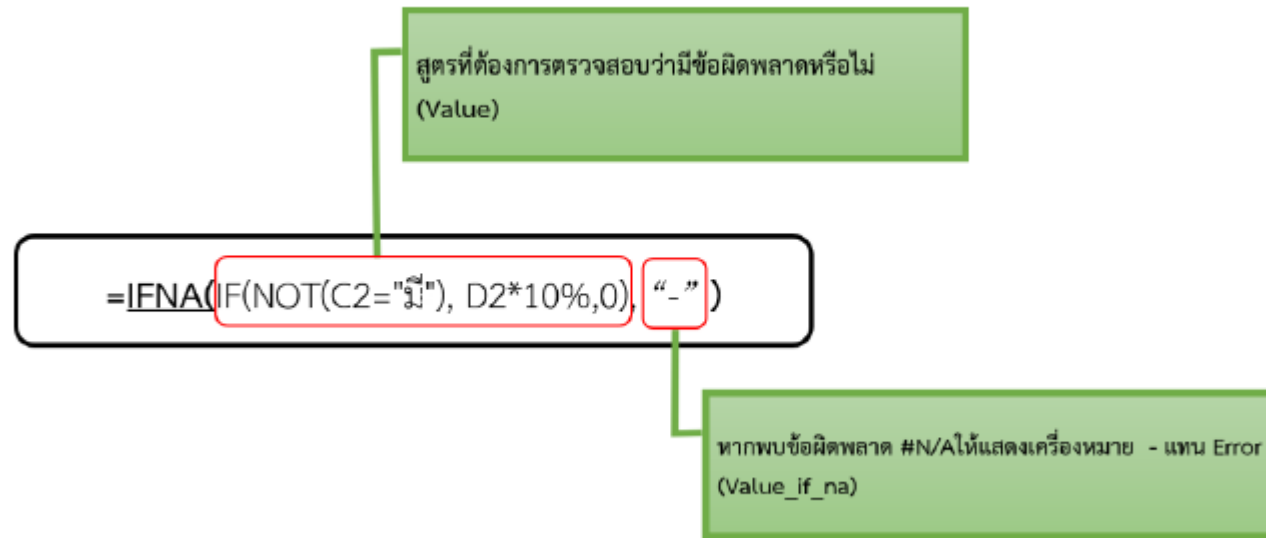 สูตรที่ต้องการตรวจสอบว่ามีข้อผิดพลาดหรือไม่
(Value)
=IFNA(IF(NOT(C2="มี"), D2*10%,0), “-” )
หากพบข้อผิดพลาด #N/Aให้แสดงเครื่องหมาย - แทน Error
(Value_if_na)